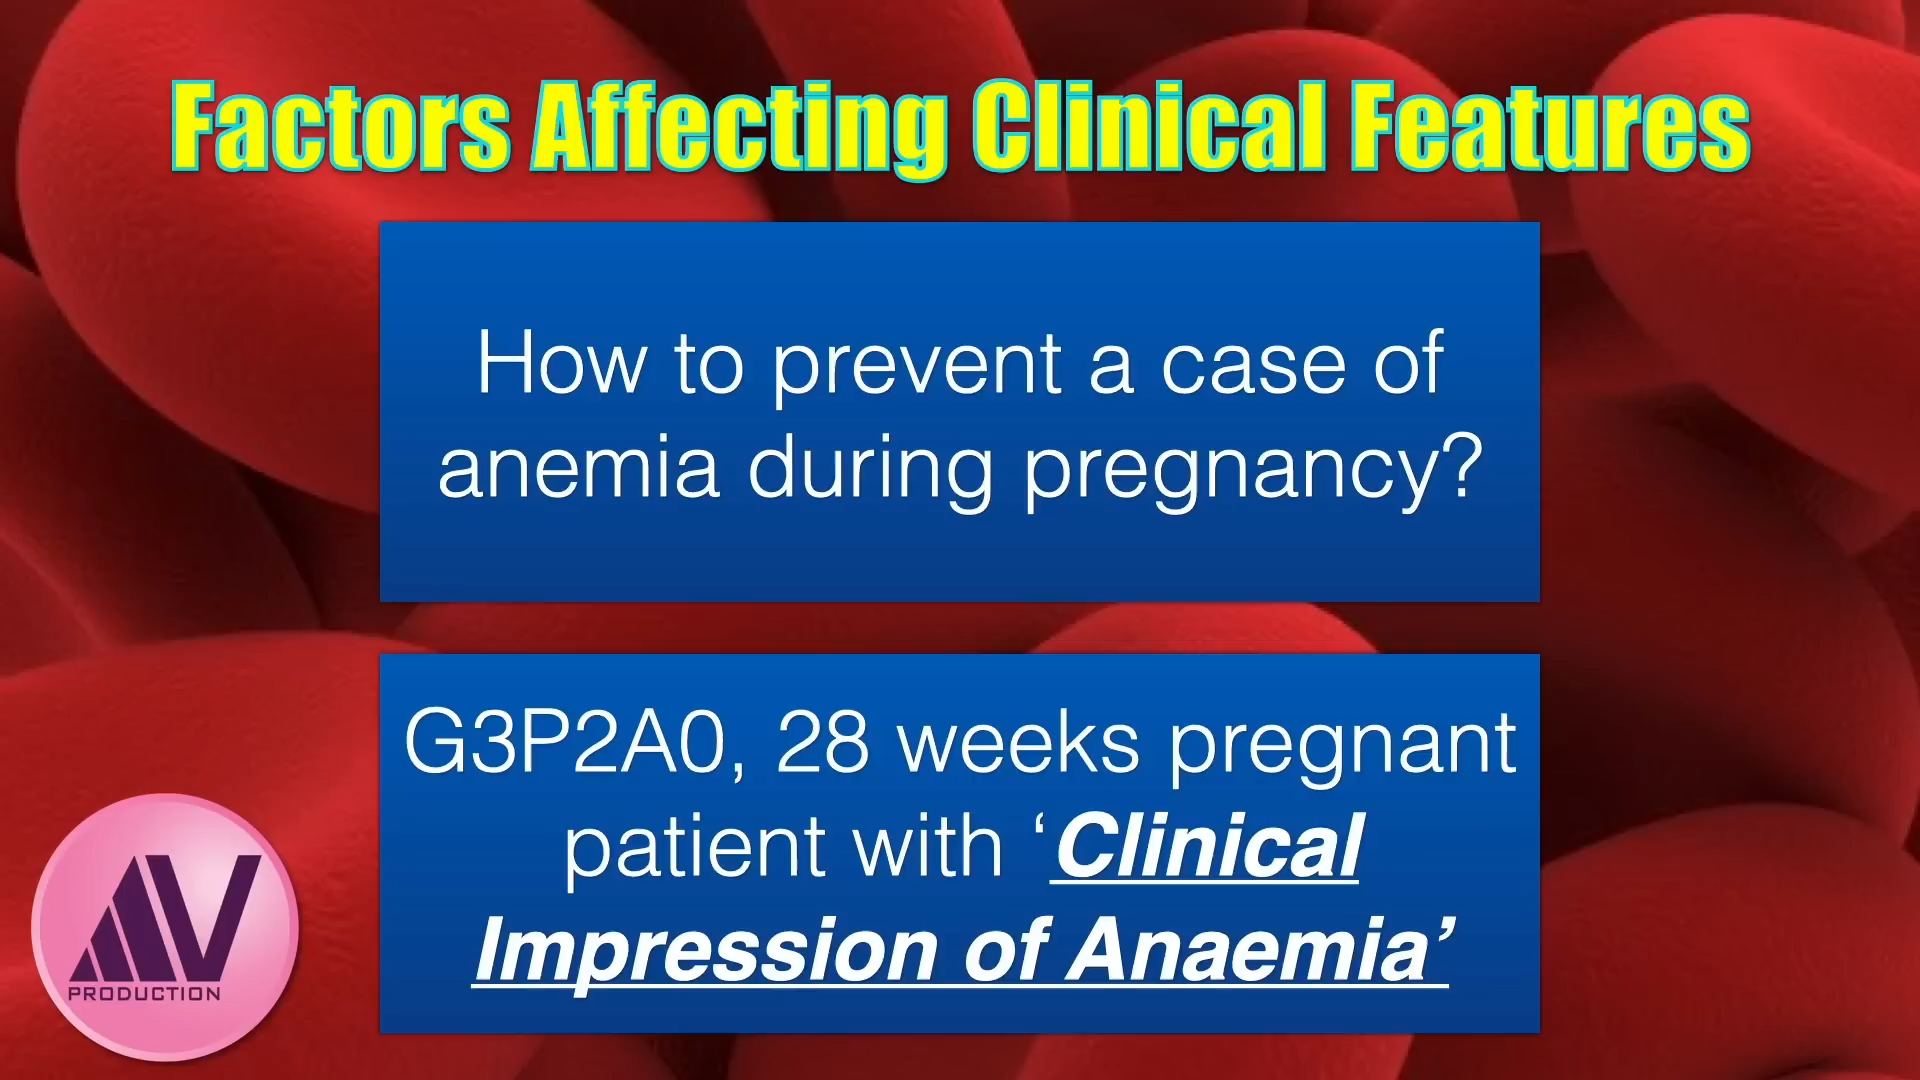 Factors Affecting Clinical Features
How to prevent a case of
anemia during pregnancy?
G3P2A0, 28 weeks pregnant
patient with ‘Clinical
Impression of Anaemia’
AV
PRODUCTION